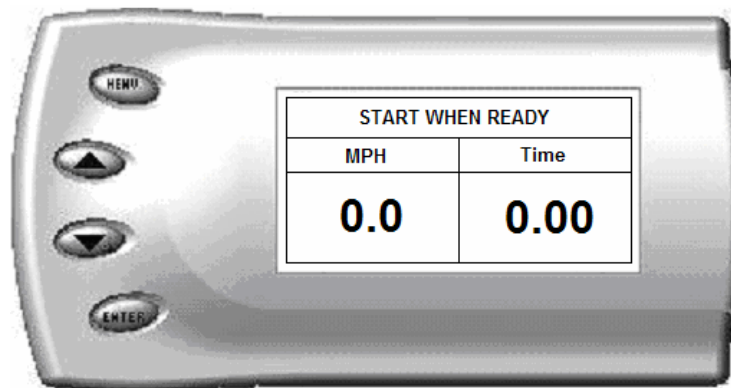 MENU
START WHEN READY
MPH Time
0.0 0.00
ENTER